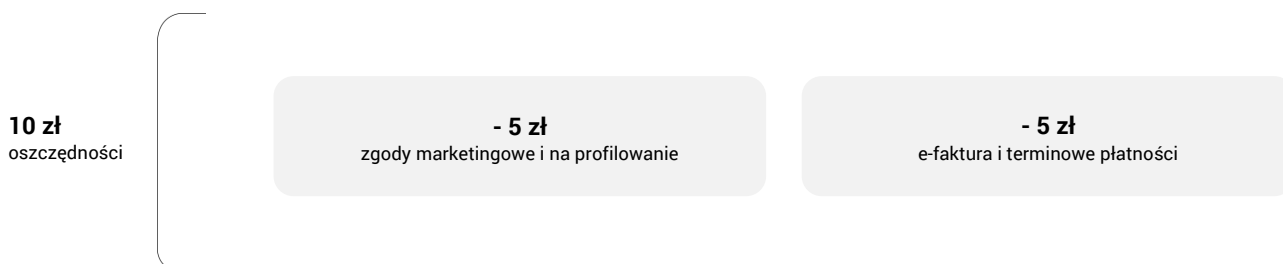 10 zł
oszczędności
- 5 zł
zgody marketingowe i na profilowanie
- 5 zł
e-faktura i terminowe płatności